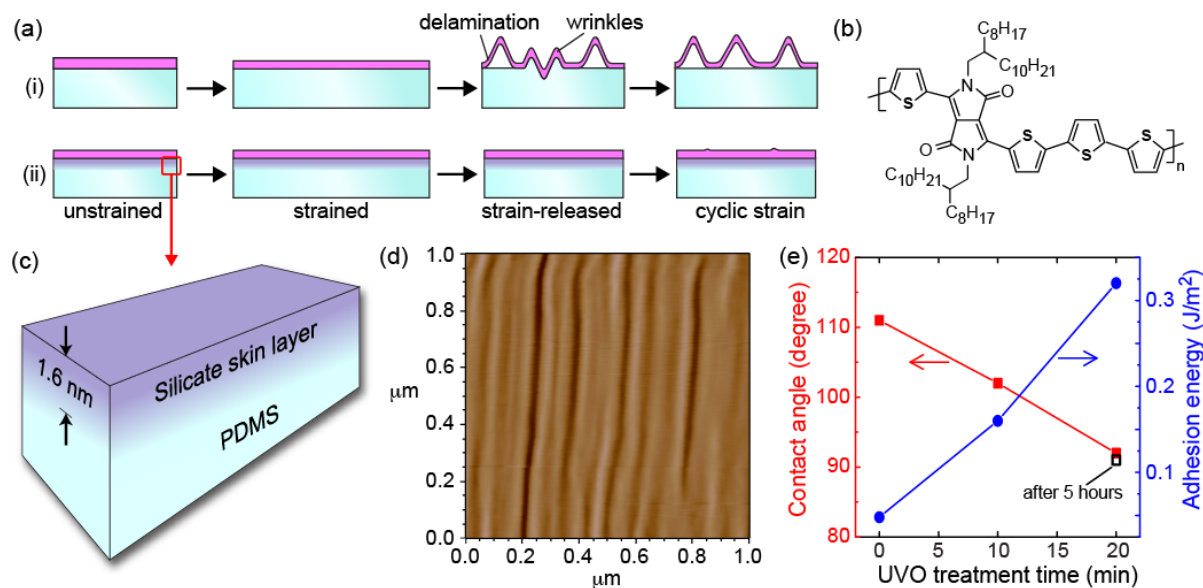 (a)
delamination
wrinkles
(i)
(ii)
unstrained
strained
strain-released
cyclic strain
(b)
C8H17
C10H21
N
O
S
S
S
S
O
N
n
C10H21
C8H17
(c)
1.6 nm
Silicate skin layer
PDMS
(d)
1.0
0.8
0.6
μm
0.4
0.2
0.0
0.0 0.2 0.4 0.6 0.8 1.0
μm
(e)
Contact angle (degree)
120
110
100
90
80
0 5 10 15 20
UVO treatment time (min)
after 5 hours
0.3
0.2
0.1
Adhesion energy (J/m²)